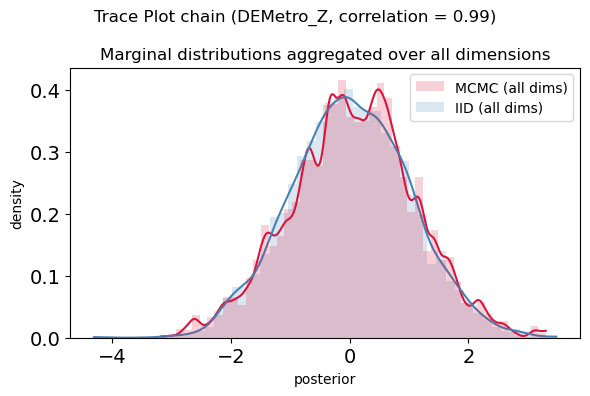 Trace Plot chain (DEMetro_Z, correlation = 0.99)
Marginal distributions aggregated over all dimensions
MCMC (all dims)
IID (all dims)
density
0.4
0.3
0.2
0.1
0.0
−4
−2
0
2
posterior